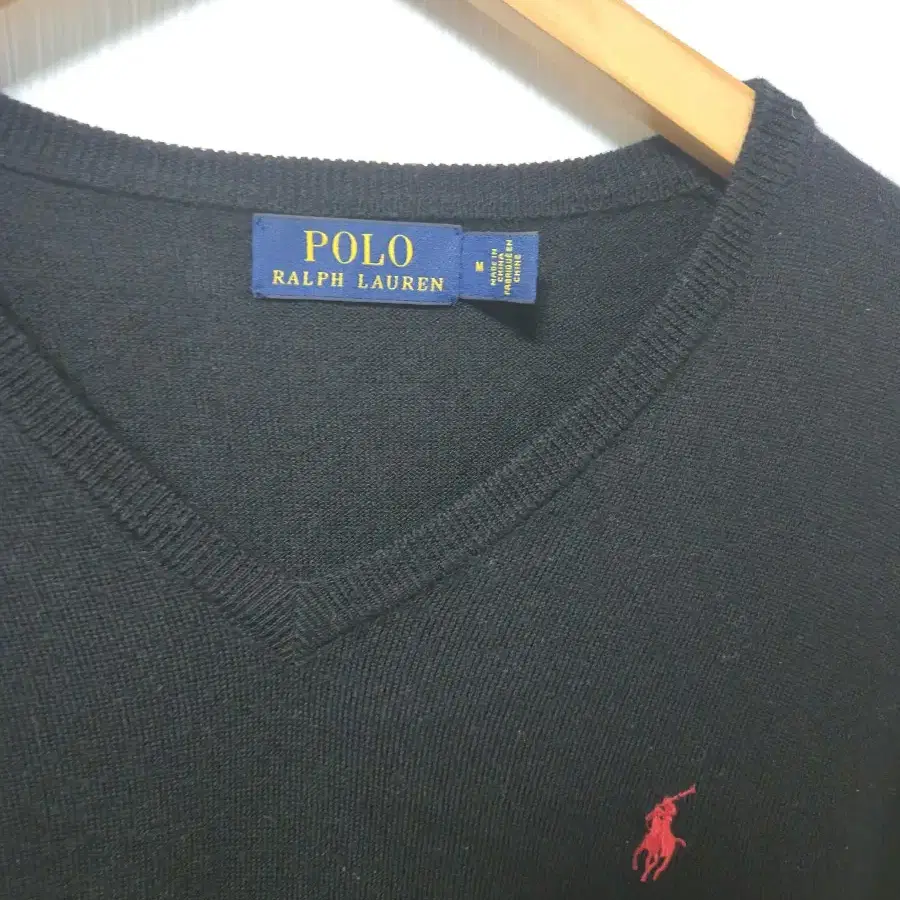 POLO
RALPH LAUREN
M
MADE IN
CHINA
FABRIQUÉ EN
CHINE